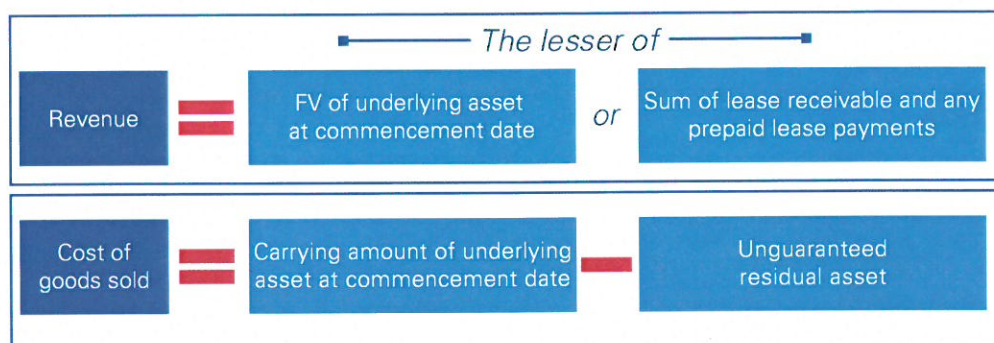 The lesser of
Revenue
FV of underlying asset
at commencement date
or
Sum of lease receivable and any
prepaid lease payments
Cost of
goods sold
Carrying amount of underlying
asset at commencement date
Unguaranteed
residual asset